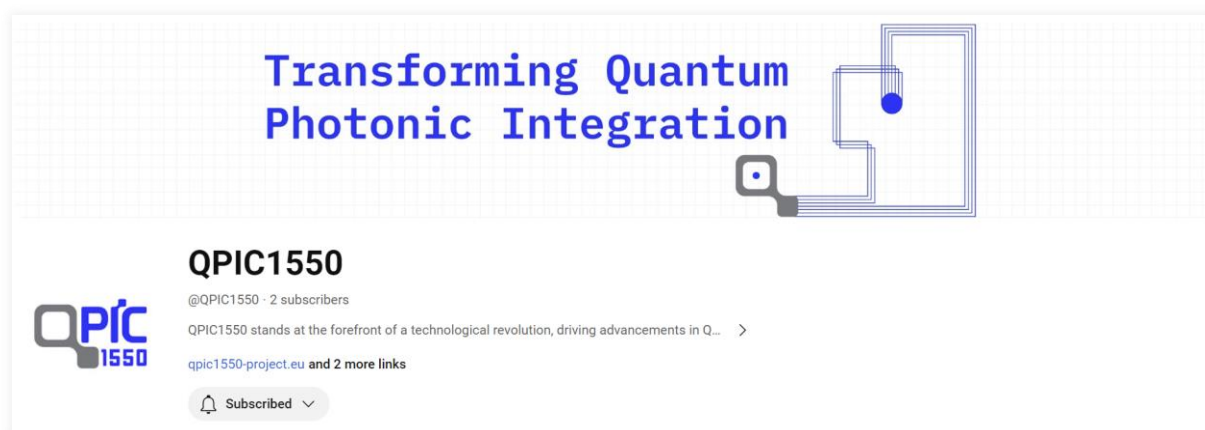 Transforming Quantum
Photonic Integration
QPIC1550
@QPIC1550 · 2 subscribers
QPIC
1550
QPIC1550 stands at the forefront of a technological revolution, driving advancements in Q...
qpic1550-project.eu and 2 more links
Subscribed